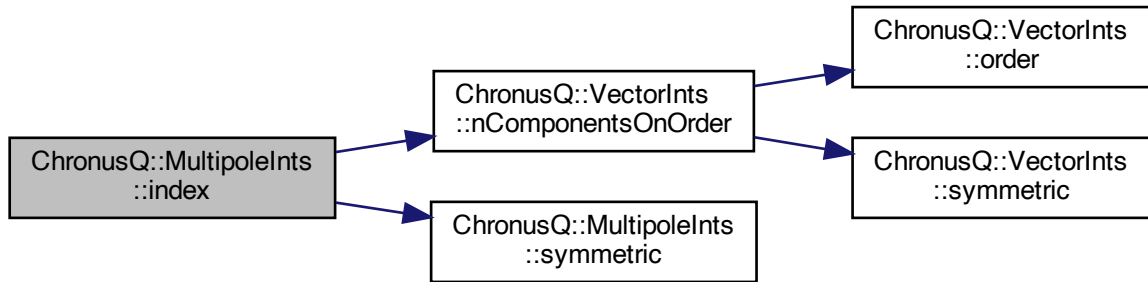 ChronusQ::MultipoleInts
::index
ChronusQ::VectorInts
::nComponentsOnOrder
ChronusQ::MultipoleInts
::symmetric
ChronusQ::VectorInts
::order
ChronusQ::VectorInts
::symmetric